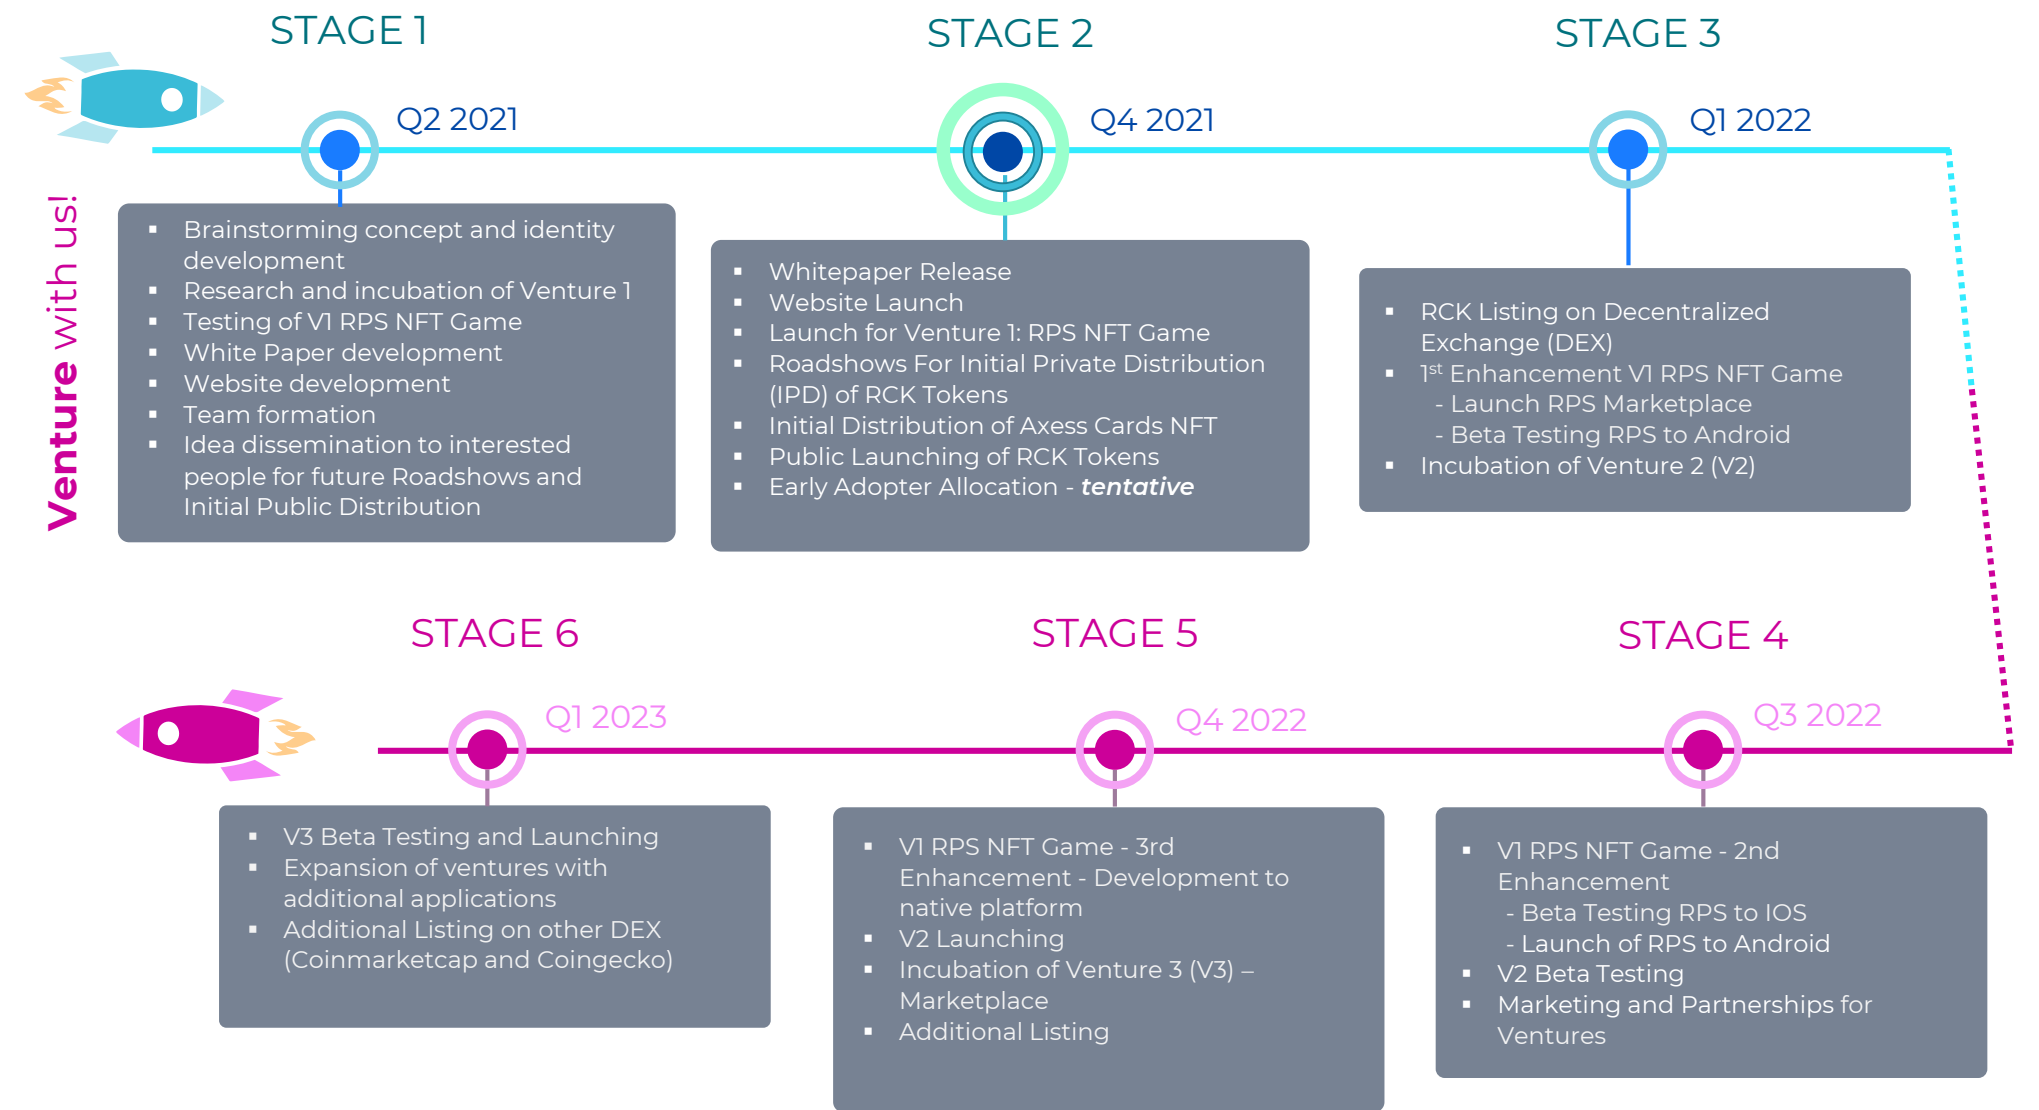 STAGE 1
Q2 2021
▪ Brainstorming concept and identity
development
▪ Research and incubation of Venture 1
▪ Testing of V1 RPS NFT Game
▪ White Paper development
▪ Website development
▪ Team formation
▪ Idea dissemination to interested
people for future Roadshows and
Initial Public Distribution
STAGE 2
Q4 2021
▪ Whitepaper Release
▪ Website Launch
▪ Launch for Venture 1: RPS NFT Game
▪ Roadshows For Initial Private Distribution
(IPD) of RCK Tokens
▪ Initial Distribution of Axess Cards NFT
▪ Public Launching of RCK Tokens
▪ Early Adopter Allocation - tentative
STAGE 3
Q1 2022
▪ RCK Listing on Decentralized
Exchange (DEX)
▪ 1st Enhancement V1 RPS NFT Game
- Launch RPS Marketplace
- Beta Testing RPS to Android
▪ Incubation of Venture 2 (V2)
Venture with us!
STAGE 4
Q3 2022
▪ V1 RPS NFT Game - 2nd
Enhancement
- Beta Testing RPS to IOS
- Launch of RPS to Android
▪ V2 Beta Testing
▪ Marketing and Partnerships for
Ventures
STAGE 5
Q4 2022
▪ V1 RPS NFT Game - 3rd
Enhancement - Development to
native platform
▪ V2 Launching
▪ Incubation of Venture 3 (V3) –
Marketplace
▪ Additional Listing
STAGE 6
Q1 2023
▪ V3 Beta Testing and Launching
▪ Expansion of ventures with
additional applications
▪ Additional Listing on other DEX
(Coinmarketcap and Coingecko)